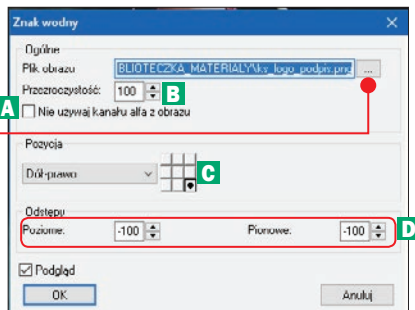 Znak wodny
Ogólne
Plik obrazu BLIOTECZKA_MATERIALY\ks_logo_podpis.png ...
Przezroczystość: 100 B
A Nie używaj kanału alfa z obrazu
Pozycja
Dół-prawo C
Odstępy
Poziome: -100 Pionowe: -100 D
Podgląd
OK Anuluj